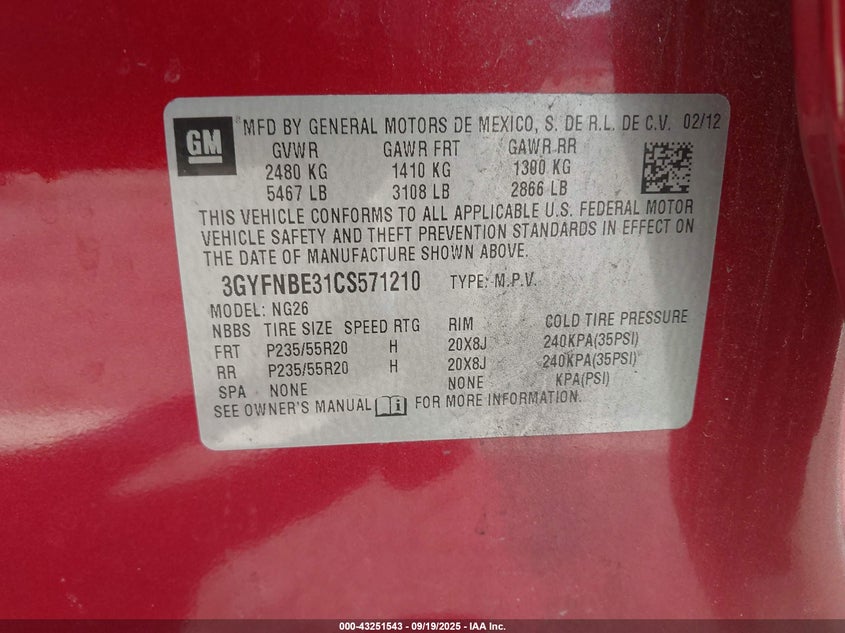 GM
® MFD BY GENERAL MOTORS DE MEXICO, S. DE R.L. DE C.V. 02/12
GVWR GAWR FRT GAWR RR
2480 KG 1410 KG 1300 KG
5467 LB 3108 LB 2866 LB
THIS VEHICLE CONFORMS TO ALL APPLICABLE U.S. FEDERAL MOTOR
VEHICLE SAFETY AND THEFT PREVENTION STANDARDS IN EFFECT ON
THE DATE OF MANUFACTURE SHOWN ABOVE.
3GYFNBE31CS571210 TYPE: M.P.V.
MODEL: NG26
NBBS TIRE SIZE SPEED RTG RIM COLD TIRE PRESSURE
FRT P235/55R20 H 20X8J 240KPA(35PSI)
RR P235/55R20 H 20X8J 240KPA(35PSI)
SPA NONE NONE KPA(PSI)
SEE OWNER'S MANUAL FOR MORE INFORMATION.
000-43251543 - 09/19/2025 - IAA Inc.